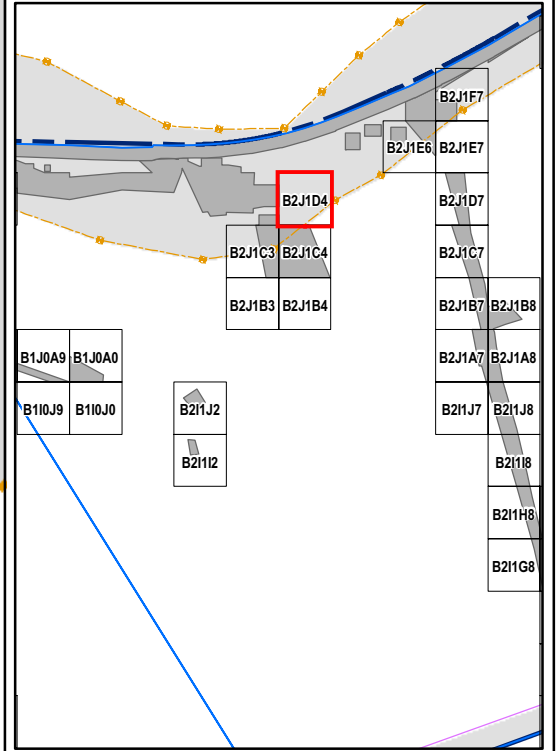 B2J1F7
B2J1E6 B2J1E7
B2J1D4 B2J1D7
B2J1C3 B2J1C4 B2J1C7
B2J1B3 B2J1B4 B2J1B7 B2J1B8
B1J0A9 B1J0A0 B2J1A7 B2J1A8
B1I0J9 B1I0J0 B2I1J2 B2I1J7 B2I1J8
B2I1I2 B2I1I8
B2I1H8
B2I1G8